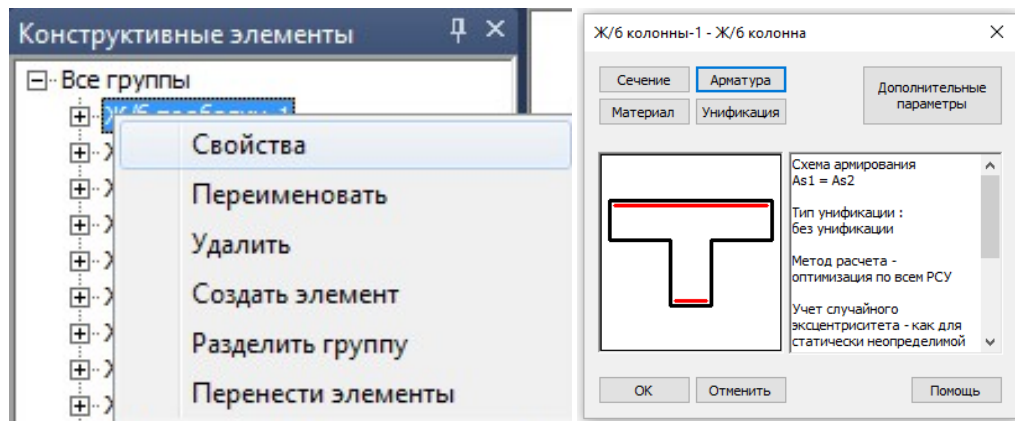 Конструктивные элементы
Все группы
Свойства
Переименовать
Удалить
Создать элемент
Разделить группу
Перенести элементы
Ж/б колонны-1 - Ж/б колонна
Сечение
Арматура
Дополнительные
параметры
Материал
Унификация
Схема армирования
As1 = As2
Тип унификации :
без унификации
Метод расчета -
оптимизация по всем РСУ
Учет случайного
эксцентриситета - как для
статически неопределимой
ОК
Отменить
Помощь